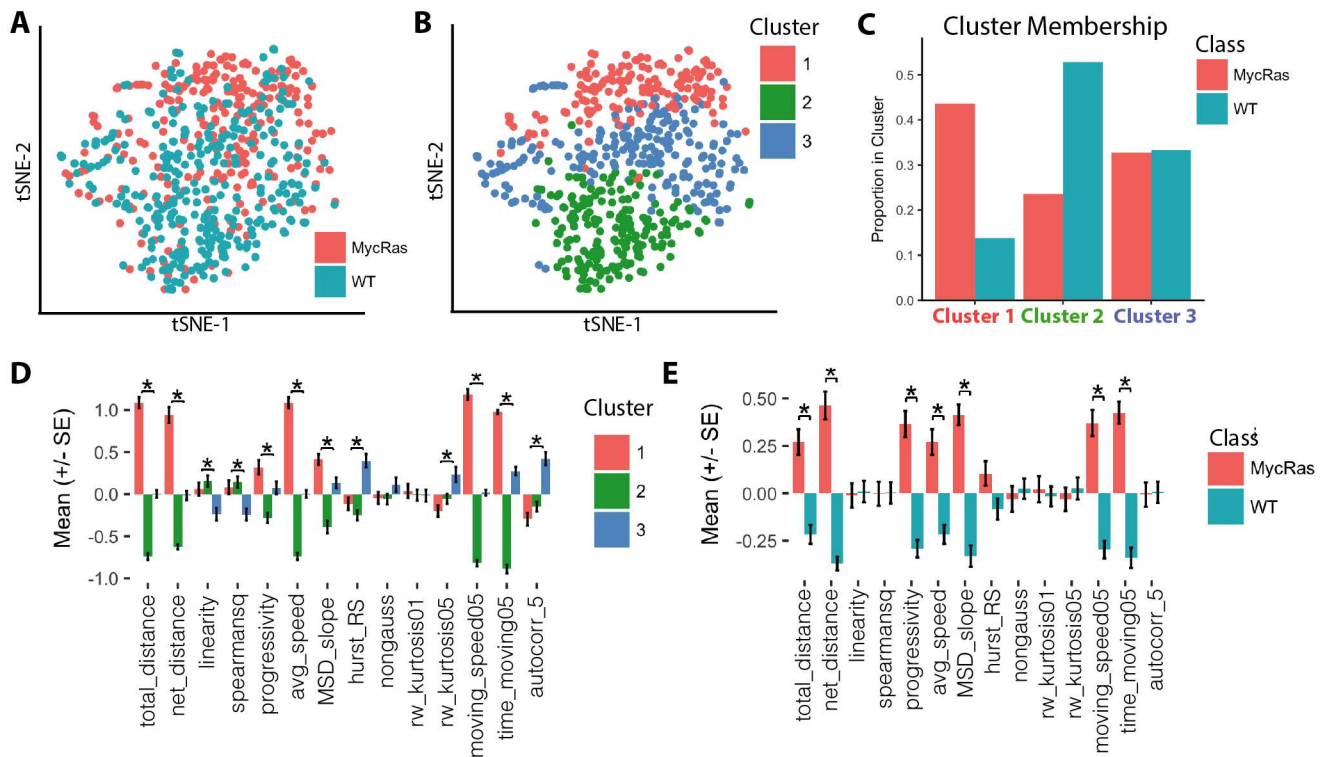 A
tSNE-2
tSNE-1
MycRas
WT
B
Cluster
1
2
3
tSNE-2
tSNE-1
C
Cluster Membership
Class
MycRas
WT
Proportion in Cluster
0.5
0.4
0.3
0.2
0.1
0.0
Cluster 1 Cluster 2 Cluster 3
D
Mean (+/- SE)
1.0
0.5
0.0
-0.5
-1.0
* * * * * * * * * * * *
Cluster
1
2
3
total_distance
net_distance
linearity
spearmansq
progressivity
avg_speed
MSD_slope
hurst_RS
nongauss
rw_kurtosis01
rw_kurtosis05
moving_speed05
time_moving05
autocorr_5
E
Mean (+/- SE)
0.50
0.25
0.00
-0.25
* * * * * * *
Class
MycRas
WT
total_distance
net_distance
linearity
spearmansq
progressivity
avg_speed
MSD_slope
hurst_RS
nongauss
rw_kurtosis01
rw_kurtosis05
moving_speed05
time_moving05
autocorr_5